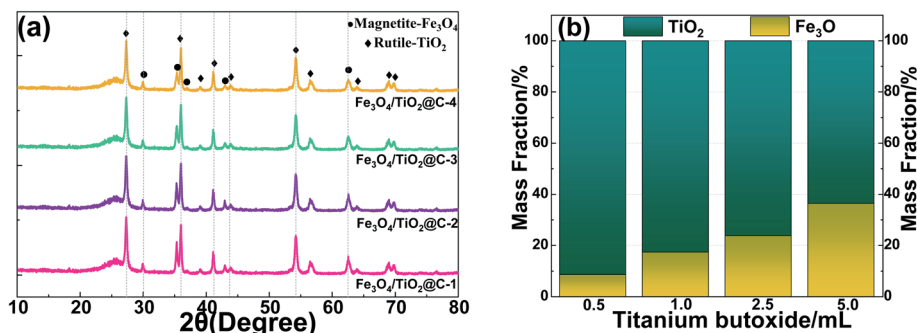 (a)
● Magnetite-Fe₃O₄
♦ Rutile-TiO₂
Fe₃O₄/TiO₂@C-4
Fe₃O₄/TiO₂@C-3
Fe₃O₄/TiO₂@C-2
Fe₃O₄/TiO₂@C-1
10 20 30 40 50 60 70 80
2θ(Degree)
(b)
TiO₂ Fe₃O
Mass Fraction/%
100
80
60
40
20
0
0.5 1.0 2.5 5.0
Titanium butoxide/mL
100
80
60
40
20
0
Mass Fraction/%